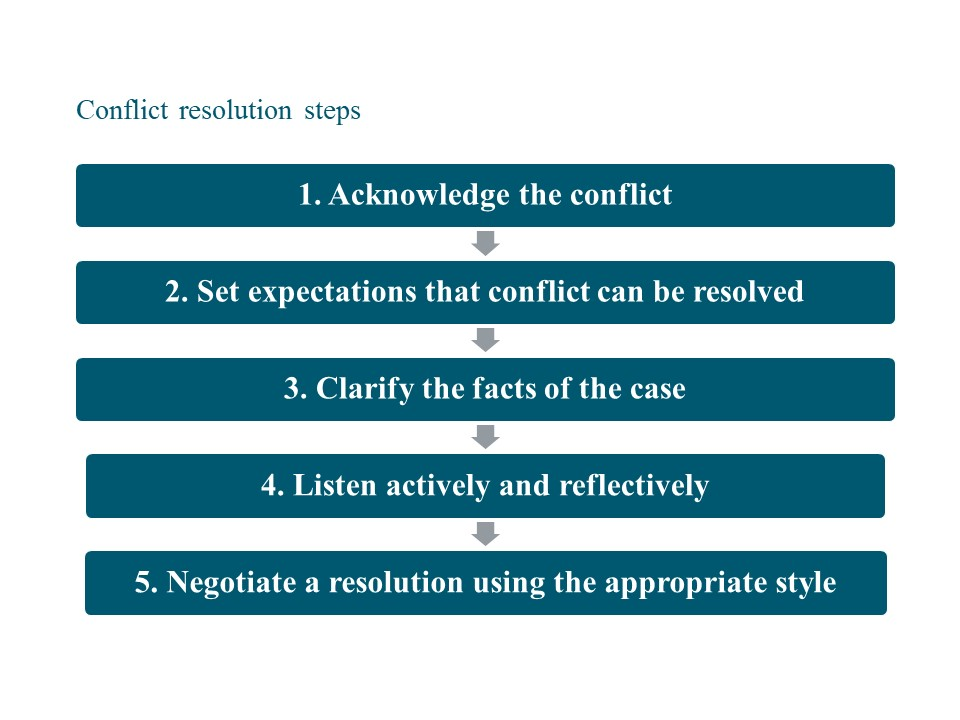 Conflict resolution steps
1. Acknowledge the conflict
2. Set expectations that conflict can be resolved
3. Clarify the facts of the case
4. Listen actively and reflectively
5. Negotiate a resolution using the appropriate style